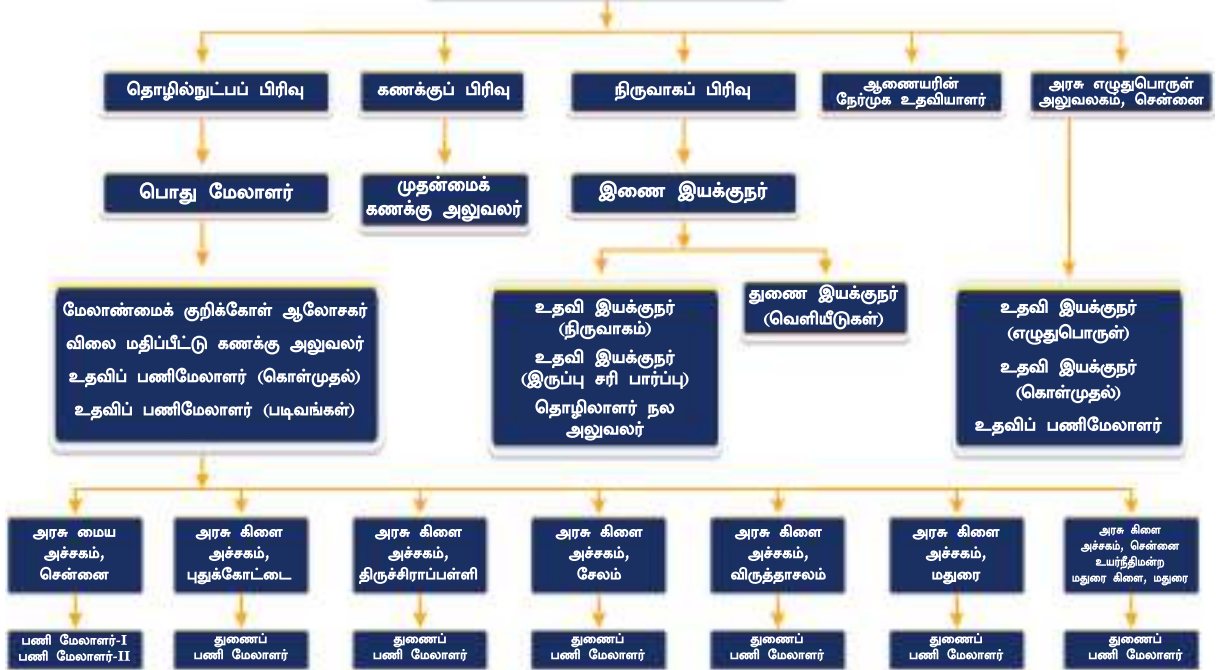 தொழில்நுட்பப் பிரிவு
கணக்குப் பிரிவு
நிருவாகப் பிரிவு
ஆணையரின்
நேர்முக உதவியாளர்
அரசு எழுதுபொருள்
அலுவலகம், சென்னை
பொது மேலாளர்
முதன்மைக்
கணக்கு அலுவலர்
இணை இயக்குநர்
மேலாண்மைக் குறிக்கோள் ஆலோசகர்
விலை மதிப்பீட்டு கணக்கு அலுவலர்
உதவிப் பணிமேலாளர் (கொள்முதல்)
உதவிப் பணிமேலாளர் (படிவங்கள்)
உதவி இயக்குநர்
(நிருவாகம்)
உதவி இயக்குநர்
(இருப்பு சரி பார்ப்பு)
தொழிலாளர் நல
அலுவலர்
துணை இயக்குநர்
(வெளியீடுகள்)
உதவி இயக்குநர்
(எழுதுபொருள்)
உதவி இயக்குநர்
(கொள்முதல்)
உதவிப் பணிமேலாளர்
அரசு மைய
அச்சகம்,
சென்னை
அரசு கிளை
அச்சகம்,
புதுக்கோட்டை
அரசு கிளை
அச்சகம்,
திருச்சிராப்பள்ளி
அரசு கிளை
அச்சகம்,
சேலம்
அரசு கிளை
அச்சகம்,
விருத்தாசலம்
அரசு கிளை
அச்சகம்,
மதுரை
அரசு கிளை
அச்சகம், சென்னை
உயர்நீதிமன்ற
மதுரை கிளை, மதுரை
பணி மேலாளர்-I
பணி மேலாளர்-II
துணைப்
பணி மேலாளர்
துணைப்
பணி மேலாளர்
துணைப்
பணி மேலாளர்
துணைப்
பணி மேலாளர்
துணைப்
பணி மேலாளர்
துணைப்
பணி மேலாளர்